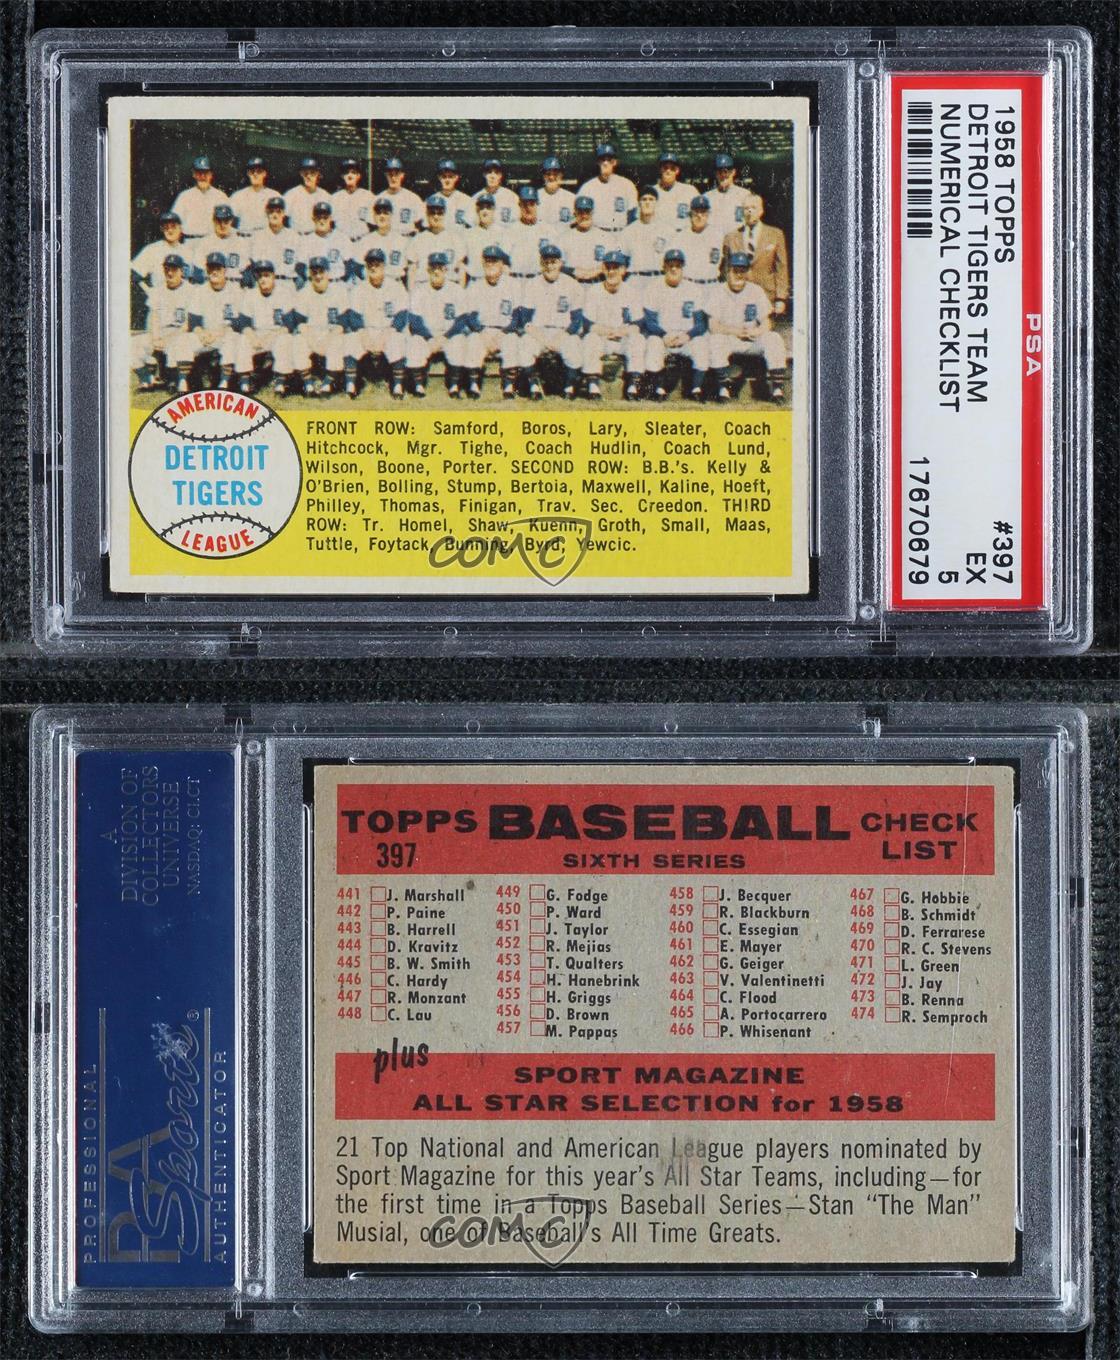 AMERICAN
DETROIT
TIGERS
LEAGUE
FRONT ROW: Samford, Boros, Lary, Sleater, Coach
Hitchcock, Mgr. Tighe, Coach Hudlin, Coach Lund,
Wilson, Boone, Porter. SECOND ROW: B.B.'s. Kelly &
O'Brien, Bolling, Stump, Bertoia, Maxwell, Kaline, Hoeft,
Philley, Thomas, Finigan, Trav. Sec. Creedon. THIRD
ROW: Tr. Homel, Shaw, Kuenn, Groth, Small, Maas,
Tuttle, Foytack, Bunning, Byrd, Yewcic.
COMC
1958 TOPPS #397
DETROIT TIGERS TEAM EX
NUMERICAL CHECKLIST 5
17670679
PSA
A
DIVISION OF
COLLECTORS
UNIVERSE
NASDAQ: CLCT
PROFESSIONAL
PSA
Sports ®
AUTHENTICATOR
TOPPS BASEBALL CHECK
LIST
397
SIXTH SERIES
441 J. Marshall
442 P. Paine
443 B. Harrell
444 D. Kravitz
445 B. W. Smith
446 C. Hardy
447 R. Monzant
448 C. Lau
449 G. Fodge
450 P. Ward
451 J. Taylor
452 R. Mejias
453 T. Qualters
454 H. Hanebrink
455 H. Griggs
456 D. Brown
457 M. Pappas
458 J. Becquer
459 R. Blackburn
460 C. Essegian
461 E. Mayer
462 G. Geiger
463 V. Valentinetti
464 C. Flood
465 A. Portocarrero
466 P. Whisenant
467 G. Hobbie
468 B. Schmidt
469 D. Ferrarese
470 R. C. Stevens
471 L. Green
472 J. Jay
473 B. Renna
474 R. Semproch
plus
SPORT MAGAZINE
ALL STAR SELECTION for 1958
21 Top National and American League players nominated by
Sport Magazine for this year's All Star Teams, including—for
the first time in a Topps Baseball Series—Stan "The Man"
Musial, one of Baseball's All Time Greats.
COMC